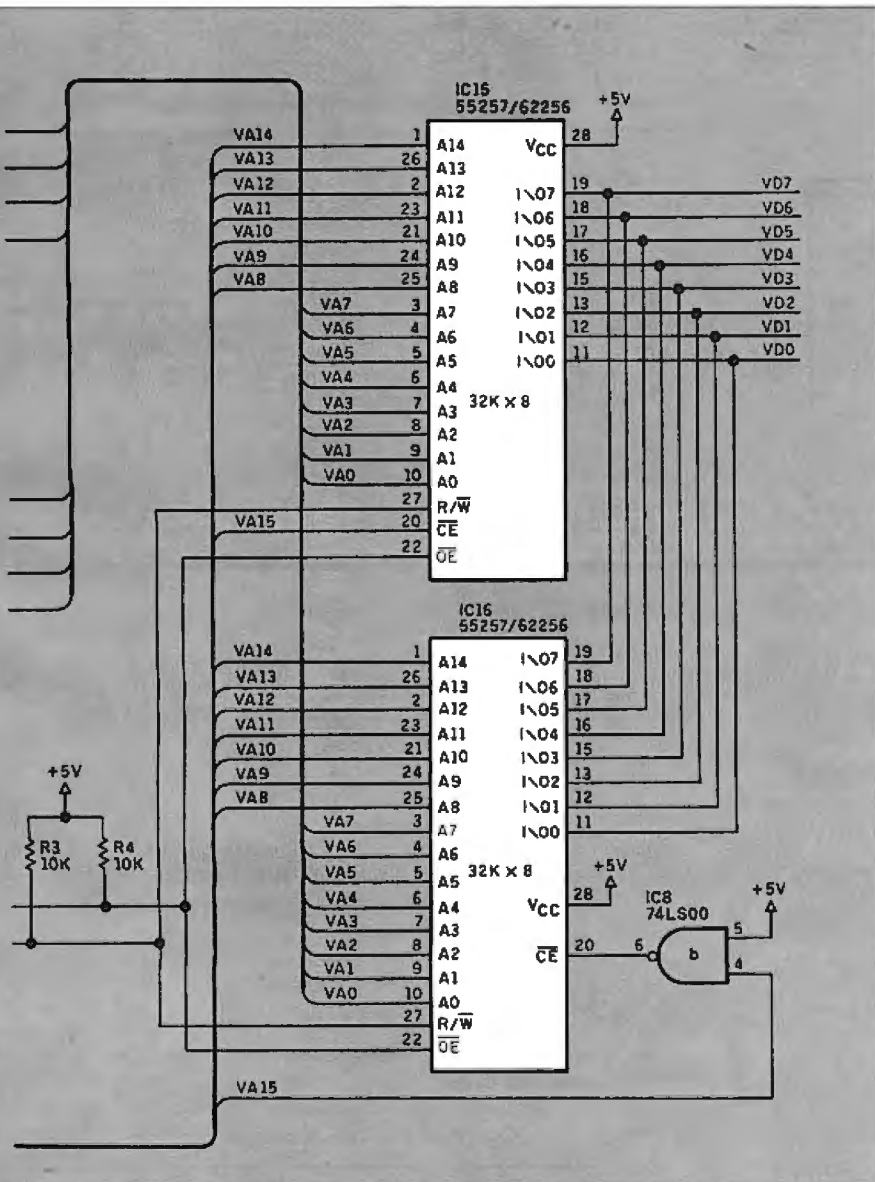 IC15
55257/62256
+5V
VA14 1 A14 VCC 28
VA13 26 A13
VA12 2 A12 I\O7 19 VD7
VA11 23 A11 I\O6 18 VD6
VA10 21 A10 I\O5 17 VD5
VA9 24 A9 I\O4 16 VD4
VA8 25 A8 I\O3 15 VD3
VA7 3 A7 I\O2 13 VD2
VA6 4 A6 I\O1 12 VD1
VA5 5 A5 I\O0 11 VD0
VA4 6 A4
VA3 7 A3 32K × 8
VA2 8 A2
VA1 9 A1
VA0 10 A0
27 R/W̅
VA15 20 C̅E̅
22 O̅E̅
IC16
55257/62256
VA14 1 A14 I\O7 19
VA13 26 A13 I\O6 18
VA12 2 A12 I\O5 17
VA11 23 A11 I\O4 16
VA10 21 A10 I\O3 15
VA9 24 A9 I\O2 13
VA8 25 A8 I\O1 12
VA7 3 A7 I\O0 11
VA6 4 A6
VA5 5 A5 32K × 8
VA4 6 A4 VCC 28 +5V
VA3 7 A3
VA2 8 A2 C̅E̅ 20
VA1 9 A1
VA0 10 A0
27 R/W̅
22 O̅E̅
VA15
+5V
R3
10K
R4
10K
IC8
74LS00
+5V
6 b 5
4